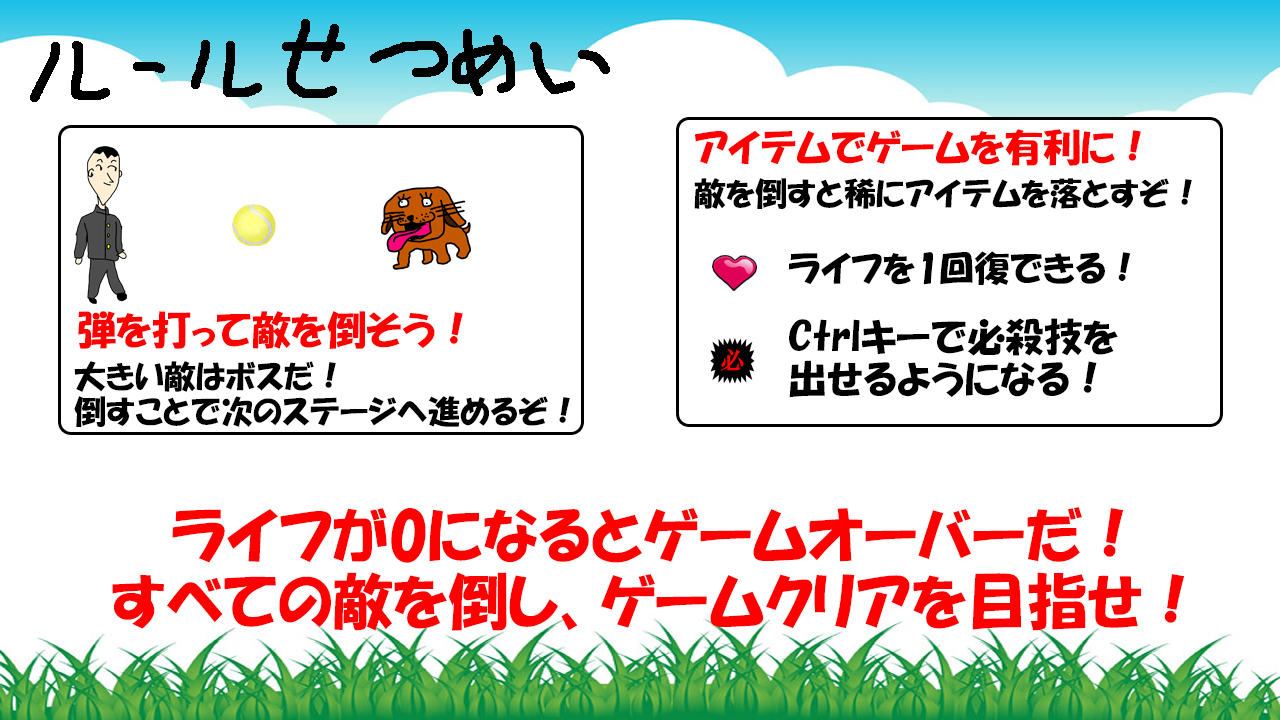 ルールせつめい
弾を打って敵を倒そう！
大きい敵はボスだ！
倒すことで次のステージへ進めるぞ！
アイテムでゲームを有利に！
敵を倒すと稀にアイテムを落とすぞ！
ライフを1回復できる！
必
Ctrlキーで必殺技を
出せるようになる！
ライフが0になるとゲームオーバーだ！
すべての敵を倒し、ゲームクリアを目指せ！